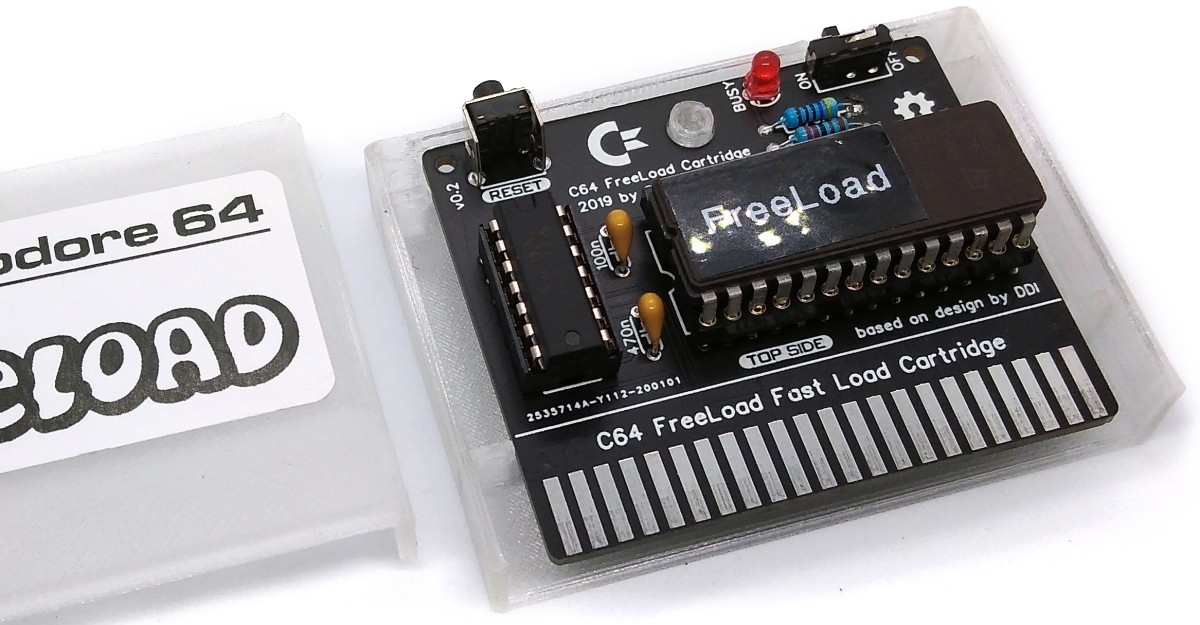 odore 64
eLOAD
v0.2
RESET
C64 FreeLoad Cartridge
2019 by
BUSY
ON
OFF
FreeLoad
100n
470n
TOP SIDE
based on design by DDI
2535714A-Y112-200101
C64 FreeLoad Fast Load Cartridge